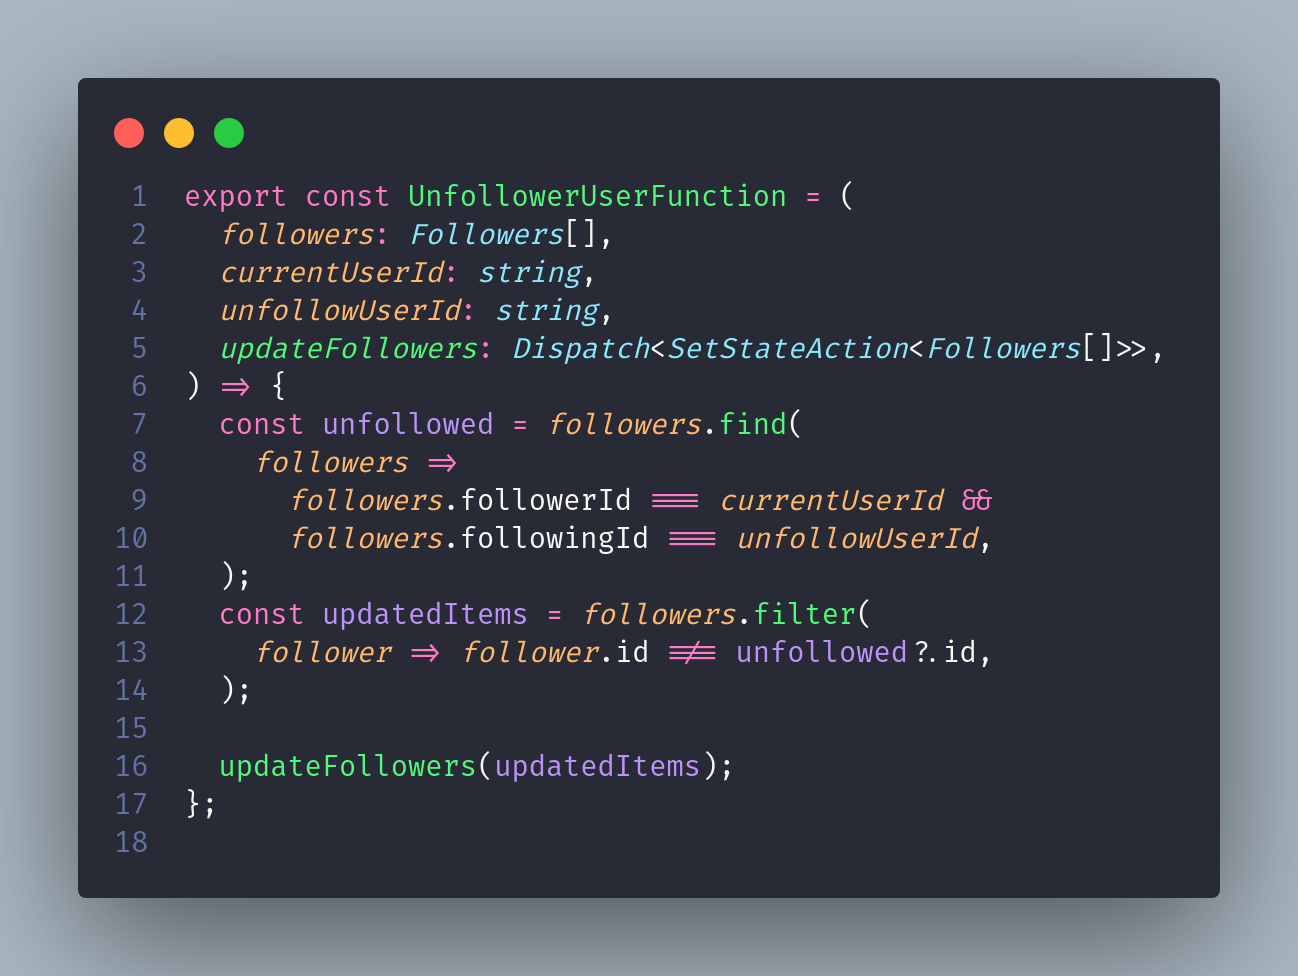 1 export const UnfollowerUserFunction = (
2   followers: Followers[],
3   currentUserId: string,
4   unfollowUserId: string,
5   updateFollowers: Dispatch<SetStateAction<Followers[]>>,
6 ) => {
7   const unfollowed = followers.find(
8     followers =>
9       followers.followerId === currentUserId &&
10       followers.followingId === unfollowUserId,
11   );
12   const updatedItems = followers.filter(
13     follower => follower.id !== unfollowed?.id,
14   );
15
16   updateFollowers(updatedItems);
17 };
18